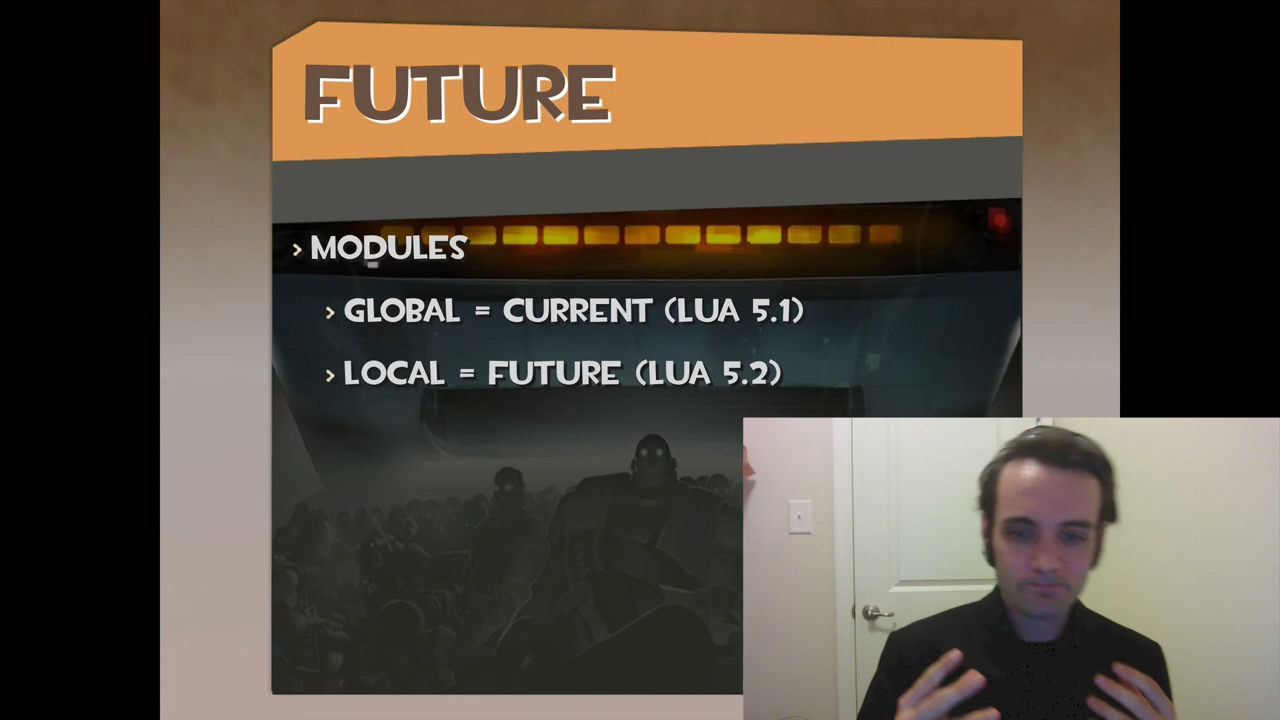 FUTURE
› MODULES
› GLOBAL = CURRENT (LUA 5.1)
› LOCAL = FUTURE (LUA 5.2)